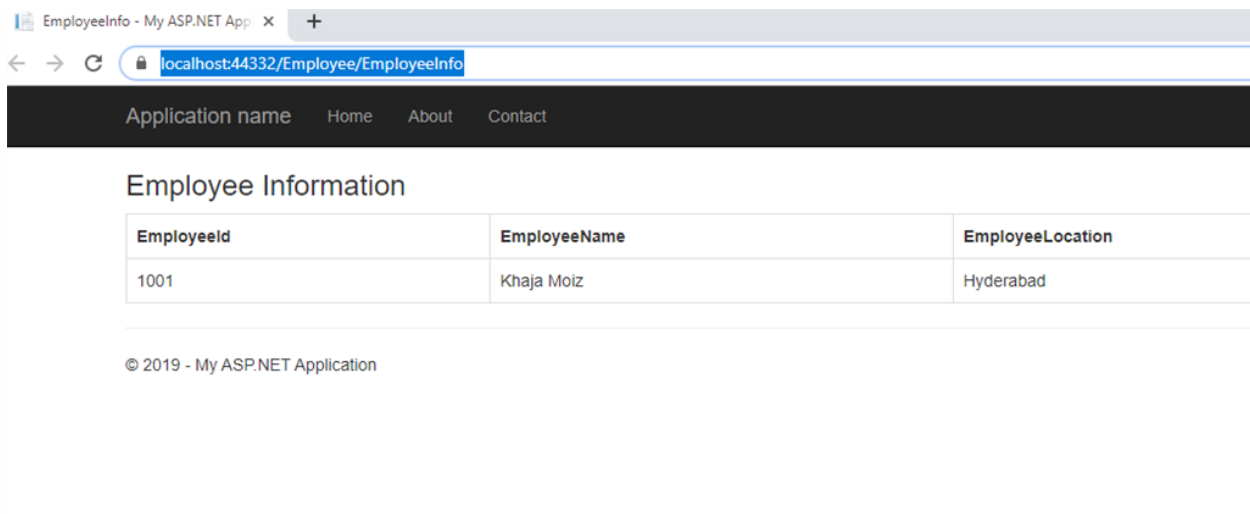 EmployeeInfo - My ASP.NET App
localhost:44332/Employee/EmployeeInfo
Application name Home About Contact
Employee Information
EmployeeId EmployeeName EmployeeLocation
1001 Khaja Moiz Hyderabad
© 2019 - My ASP.NET Application